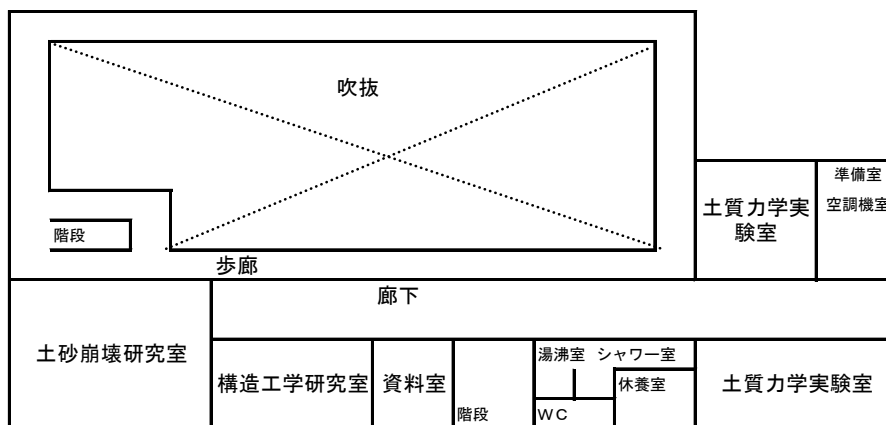 吹抜
準備室
空調機室
土質力学実
験室
階段
歩廊
廊下
土砂崩壊研究室
構造工学研究室
資料室
階段
湯沸室
シャワー室
休養室
WC
土質力学実験室